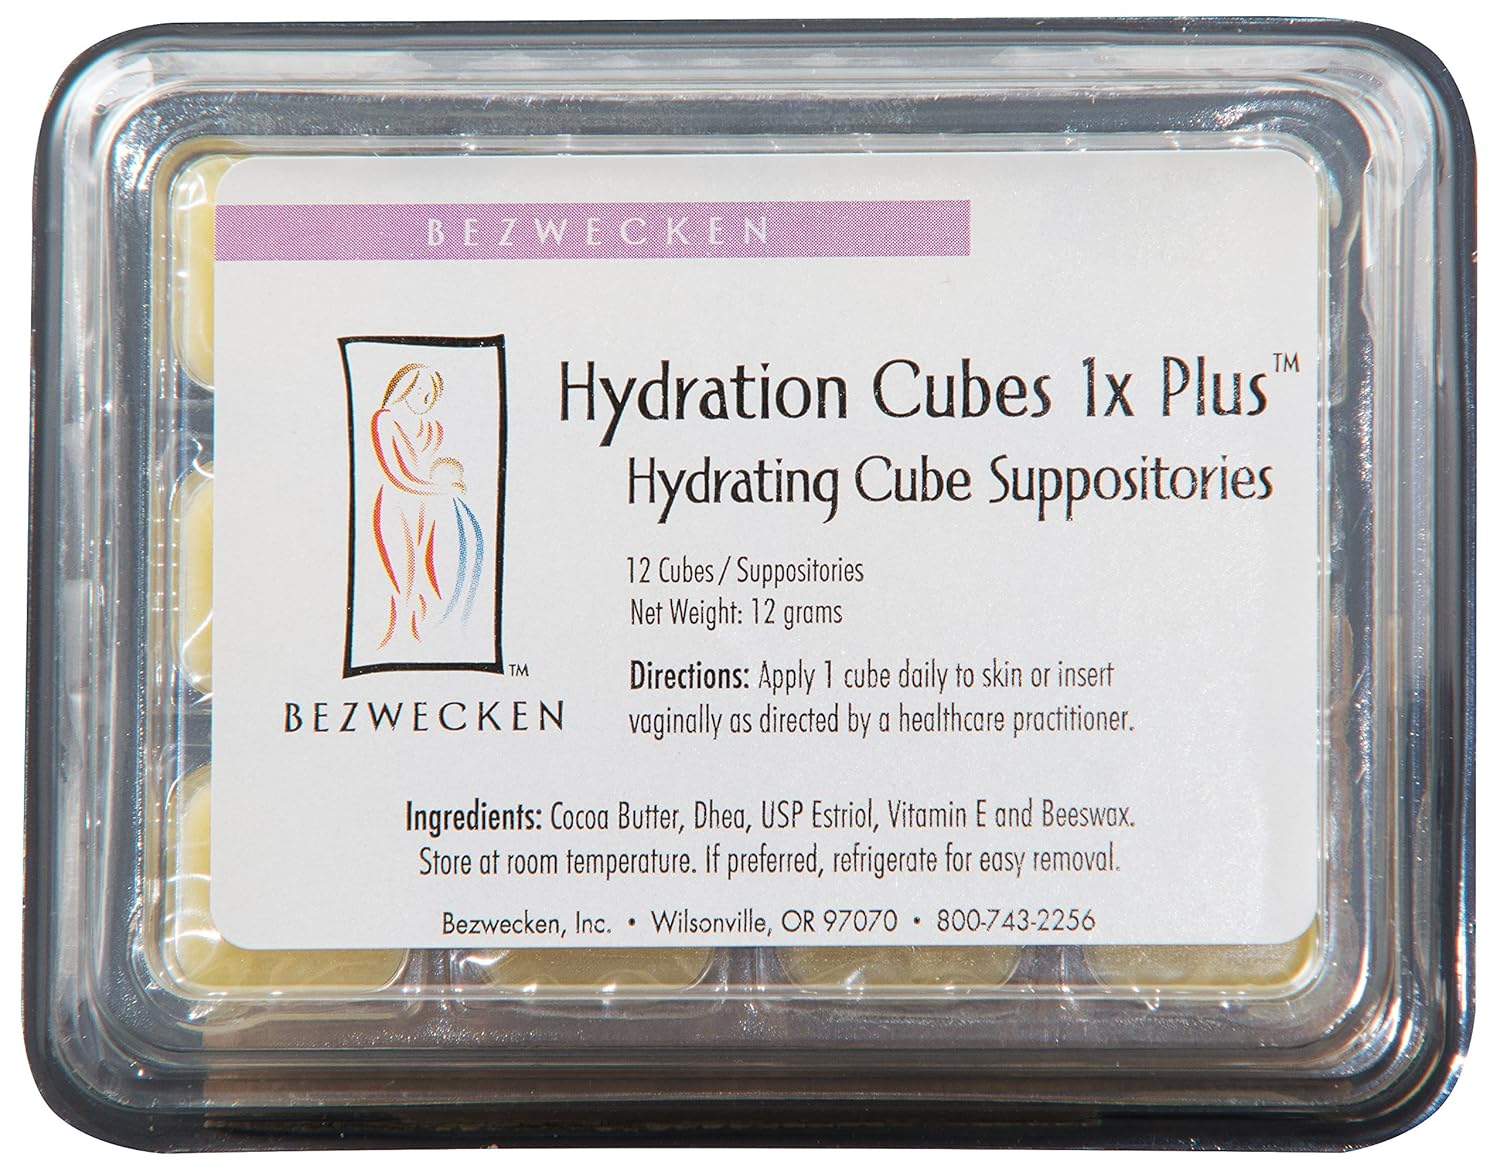 BEZWECKEN
Hydration Cubes 1x Plus™
Hydrating Cube Suppositories
12 Cubes / Suppositories
Net Weight: 12 grams
Directions: Apply 1 cube daily to skin or insert
vaginally as directed by a healthcare practitioner.
™
BEZWECKEN
Ingredients: Cocoa Butter, Dhea, USP Estriol, Vitamin E and Beeswax.
Store at room temperature. If preferred, refrigerate for easy removal.
Bezwecken, Inc. • Wilsonville, OR 97070 • 800-743-2256